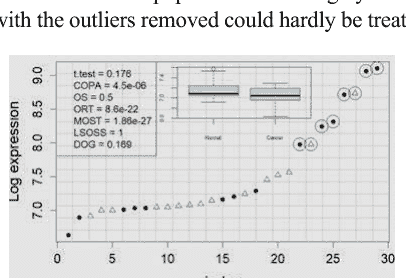 with the outliers removed could hardly be treat
t.test = 0.176
COPA = 4.5e-06
OS = 0.5
ORT = 8.6e-22
MOST = 1.86e-27
LSOSS = 1
DOG = 0.169
Normal
Cancer
Log expression
9.0
8.5
8.0
7.5
7.0
0
5
10
15
20
25
30